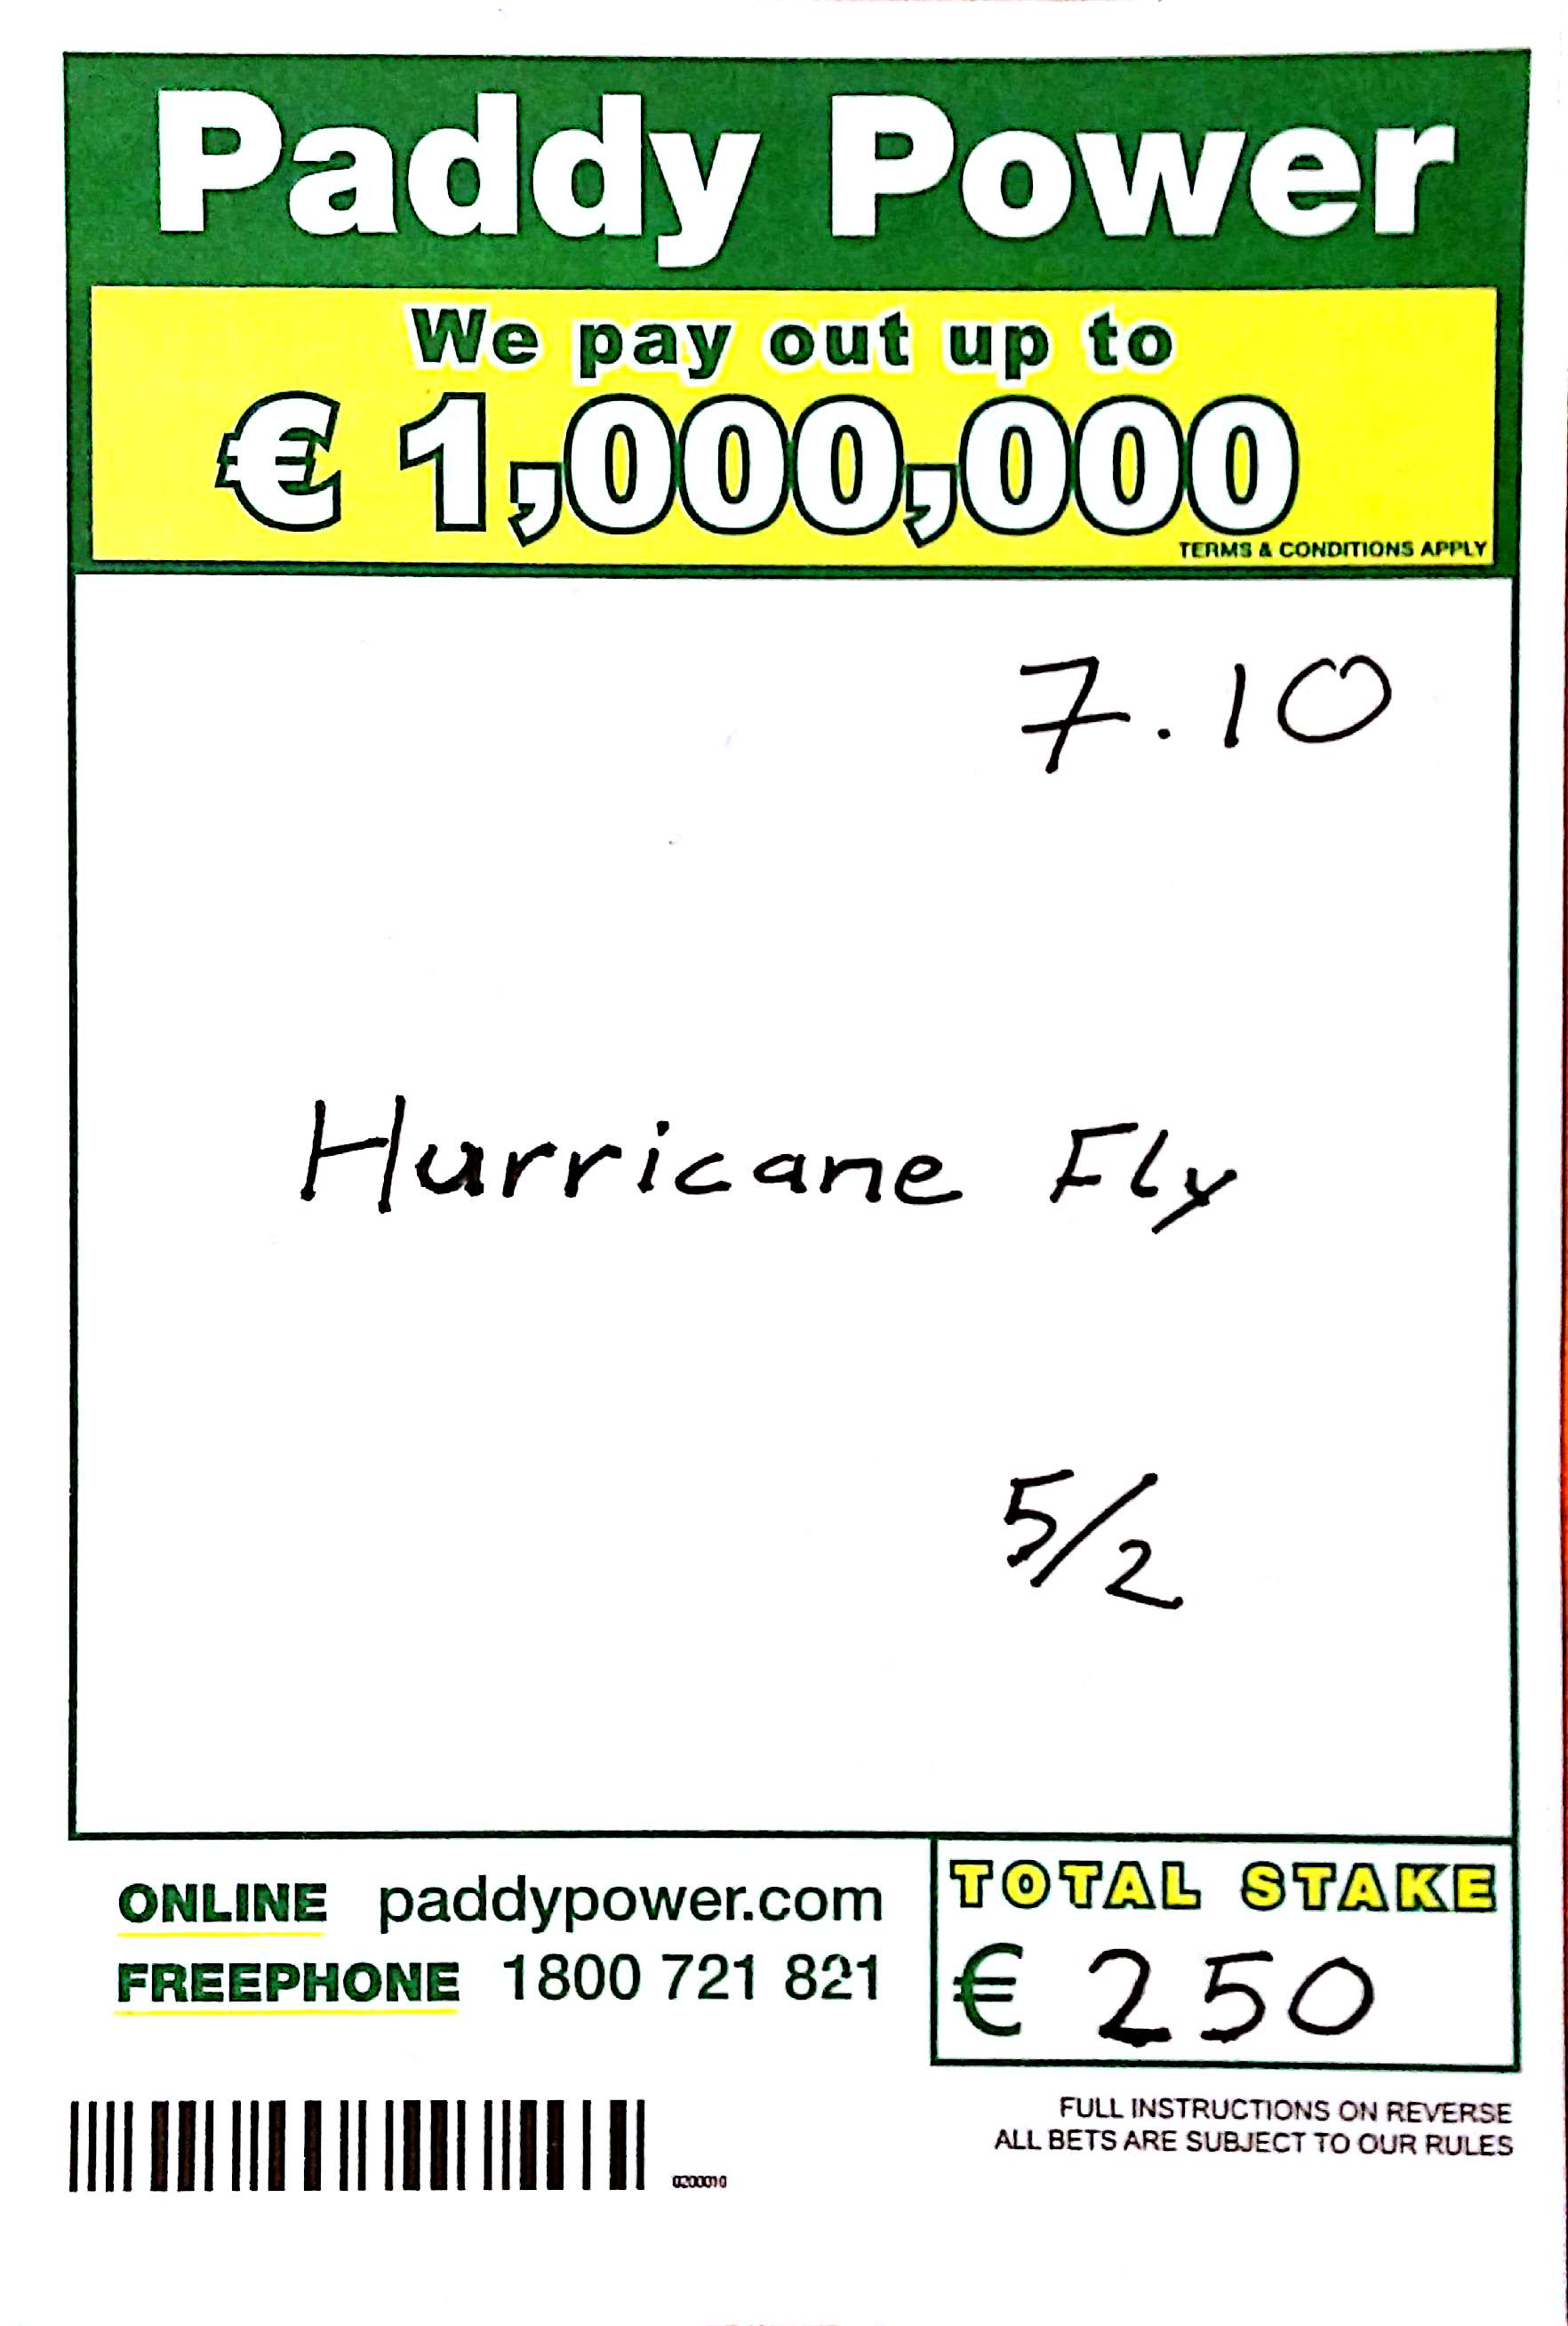 Paddy Power
We pay out up to
€ 1,000,000
TERMS & CONDITIONS APPLY
7.10
Hurricane Fly
5/2
ONLINE paddypower.com
FREEPHONE 1800 721 821
TOTAL STAKE
€ 250
FULL INSTRUCTIONS ON REVERSE
ALL BETS ARE SUBJECT TO OUR RULES
0200010